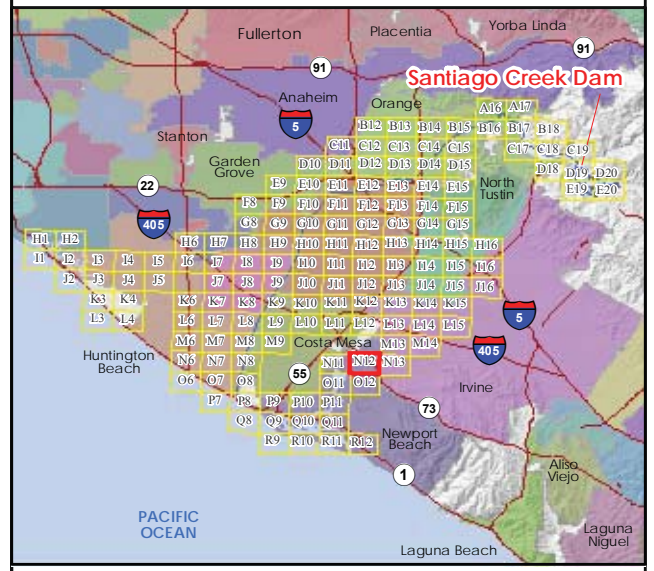 Yorba Linda
Fullerton
Placentia
91
91
Santiago Creek Dam
Anaheim
Orange
A16 A17
5
B12 B13 B14 B15 B16 B17 B18
Stanton
C11 C12 C13 C14 C15 C17 C18 C19
Garden
Grove
D10 D11 D12 D13 D14 D15 D18 D19 D20
22
E9 E10 E11 E12 E13 E14 E15 E19 E20
North
Tustin
F8 F9 F10 F11 F12 F13 F14 F15
405
G8 G9 G10 G11 G12 G13 G14 G15
H1 H2 H6 H7 H8 H9 H10 H11 H12 H13 H14 H15 H16
I1 I2 I3 I4 I5 I6 I7 I8 I9 I10 I11 I12 I13 I14 I15 I16
J2 J3 J4 J5 J7 J8 J9 J10 J11 J12 J13 J14 J15 J16
K3 K4 K6 K7 K8 K9 K10 K11 K12 K13 K14 K15
5
L3 L4 L6 L7 L8 L9 L10 L11 L12 L13 L14 L15
M6 M7 M8 M9 Costa Mesa M13 M14
405
Huntington
Beach
N6 N7 N8 N11 N12 N13
55
O6 O7 O8 O11 O12
Irvine
P7 P8 P9 P10 P11
73
Q8 Q9 Q10 Q11
Newport
Beach
R9 R10 R11 R12
1
Aliso
Viejo
PACIFIC
OCEAN
Laguna
Niguel
Laguna Beach